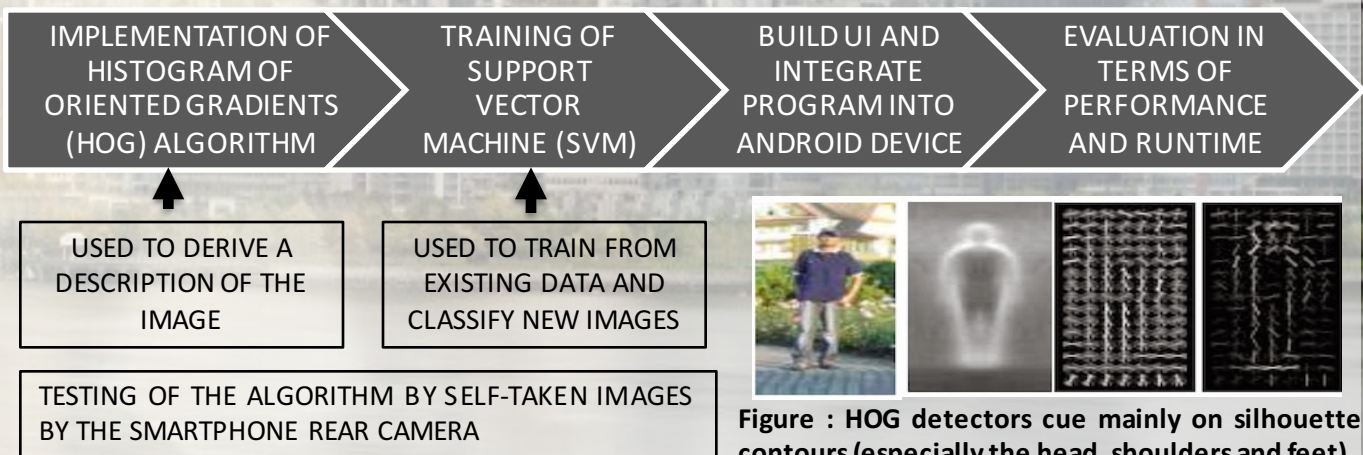 IMPLEMENTATION OF
HISTOGRAM OF
ORIENTED GRADIENTS
(HOG) ALGORITHM
TRAINING OF
SUPPORT
VECTOR
MACHINE (SVM)
BUILD UI AND
INTEGRATE
PROGRAM INTO
ANDROID DEVICE
EVALUATION IN
TERMS OF
PERFORMANCE
AND RUNTIME
USED TO DERIVE A
DESCRIPTION OF THE
IMAGE
USED TO TRAIN FROM
EXISTING DATA AND
CLASSIFY NEW IMAGES
TESTING OF THE ALGORITHM BY SELF-TAKEN IMAGES
BY THE SMARTPHONE REAR CAMERA
Figure : HOG detectors cue mainly on silhouette
contours (especially the head, shoulders and feet)